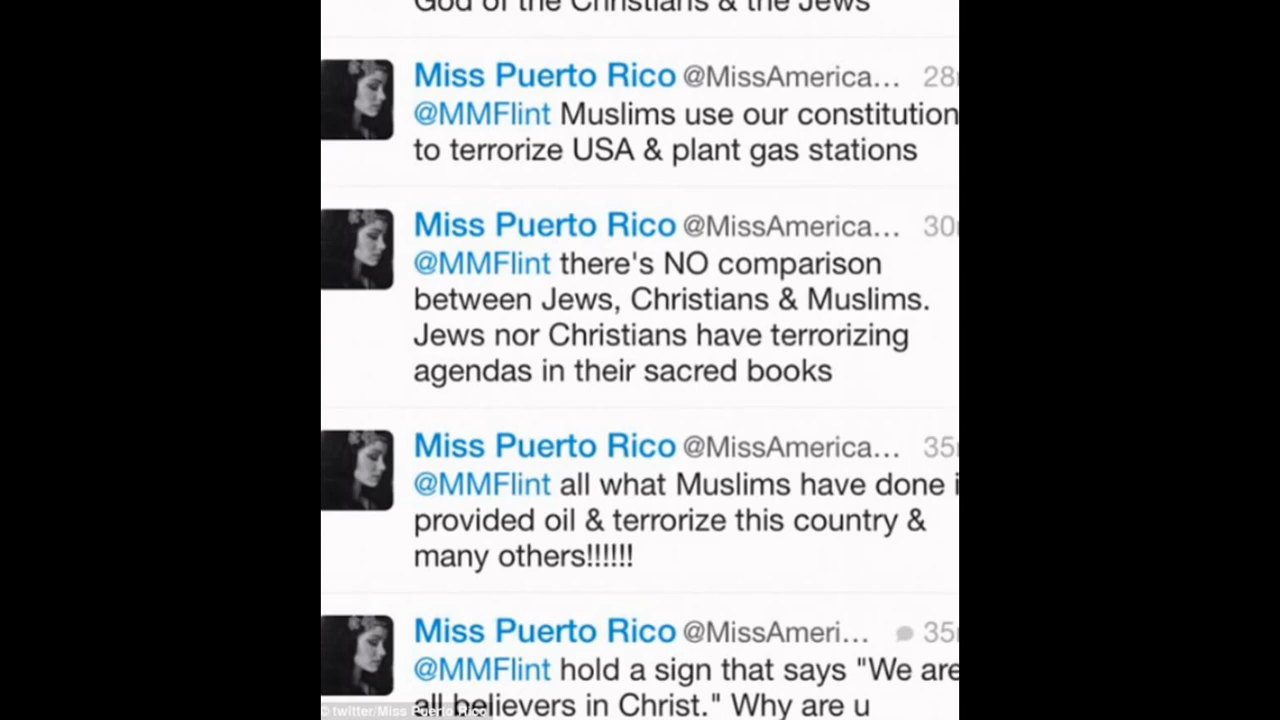 God of the Christians & the Jews
Miss Puerto Rico @MissAmerica... 28
@MMFlint Muslims use our constitution
to terrorize USA & plant gas stations
Miss Puerto Rico @MissAmerica... 30
@MMFlint there's NO comparison
between Jews, Christians & Muslims.
Jews nor Christians have terrorizing
agendas in their sacred books
Miss Puerto Rico @MissAmerica... 35
@MMFlint all what Muslims have done
provided oil & terrorize this country &
many others!!!!!!
Miss Puerto Rico @MissAmeri... 35
@MMFlint hold a sign that says "We are
all believers in Christ." Why are u
© twitter/Miss Puerto Rico